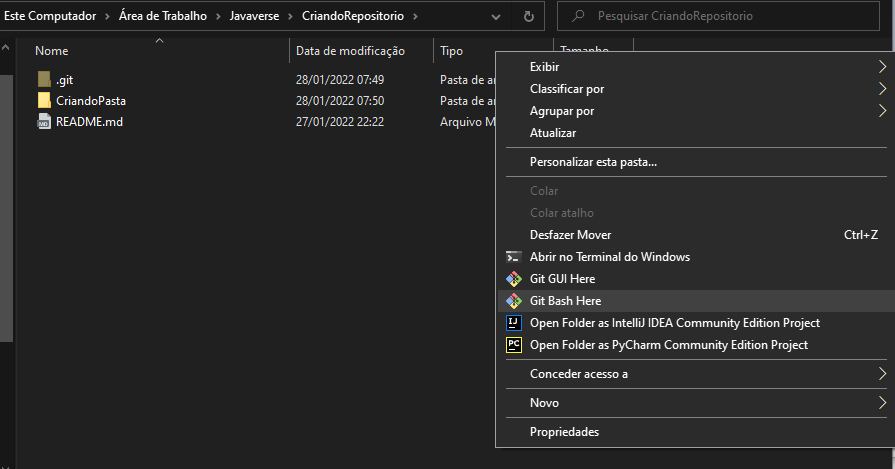 Este Computador > Área de Trabalho > Javaverse > CriandoRepositorio >
Pesquisar CriandoRepositorio
Nome Data de modificação Tipo Tamanho
.git 28/01/2022 07:49 Pasta de ar
CriandoPasta 28/01/2022 07:50 Pasta de ar
README.md 27/01/2022 22:22 Arquivo M
Exibir
Classificar por
Agrupar por
Atualizar
Personalizar esta pasta...
Colar
Colar atalho
Desfazer Mover Ctrl+Z
Abrir no Terminal do Windows
Git GUI Here
Git Bash Here
IJ Open Folder as IntelliJ IDEA Community Edition Project
PC Open Folder as PyCharm Community Edition Project
Conceder acesso a
Novo
Propriedades